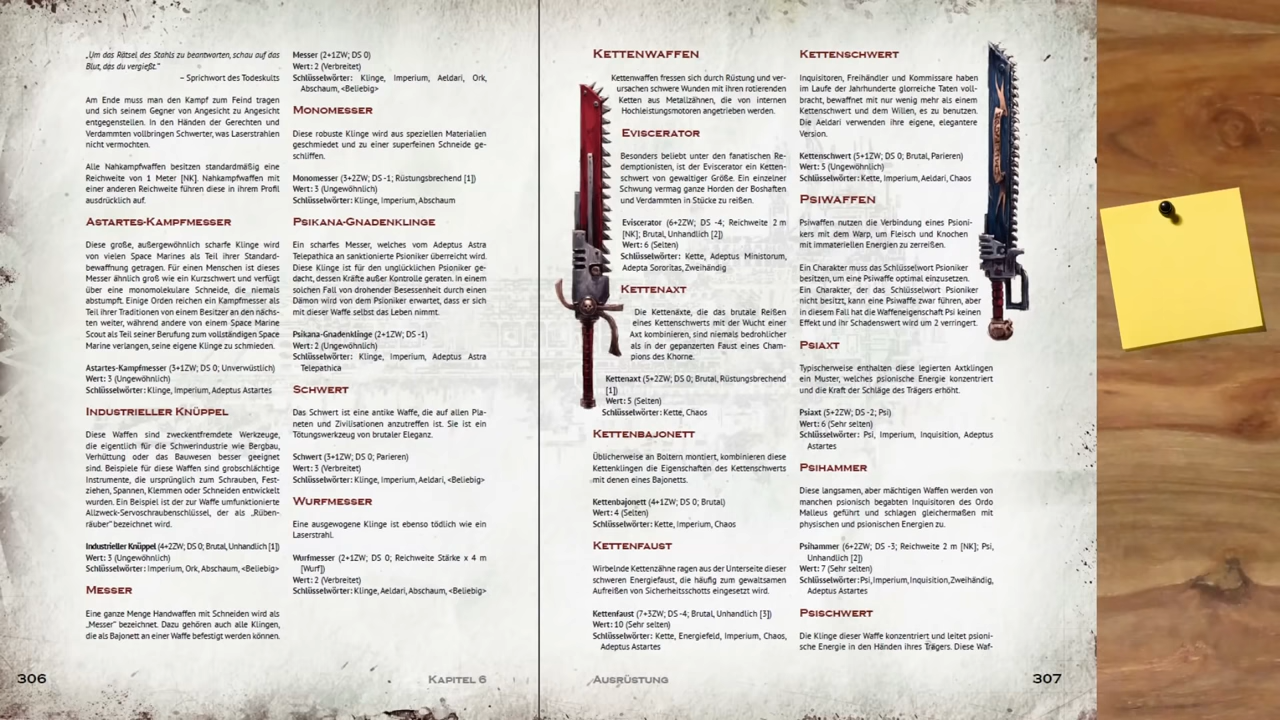 „Um das Rätsel des Stahls zu beantworten, schau auf das
Blut, das du vergießt.“
– Sprichwort des Todeskults
Am Ende muss man den Kampf zum Feind tragen
und sich seinem Gegner von Angesicht zu Angesicht
entgegenstellen. In den Händen der Gerechten und
Verdammten vollbringen Schwerter, was Laserstrahlen
nicht vermochten.
Alle Nahkampfwaffen besitzen standardmäßig eine
Reichweite von 1 Meter [NK]. Nahkampfwaffen mit
einer anderen Reichweite führen diese in ihrem Profil
ausdrücklich auf.
Astartes-Kampfmesser
Diese große, außergewöhnlich scharfe Klinge wird
von vielen Space Marines als Teil ihrer Standard-
bewaffnung getragen. Für einen Menschen ist dieses
Messer ähnlich groß wie ein Kurzschwert und verfügt
über eine monomolekulare Schneide, die niemals
abstumpft. Einige Orden reichen ein Kampfmesser als
Teil ihrer Traditionen von einem Besitzer an den nächs-
ten weiter, während andere von einem Space Marine
Scout als Teil seiner Berufung zum vollständigen Space
Marine verlangen, seine eigene Klinge zu schmieden.
Astartes-Kampfmesser (3+1ZW; DS 0; Unverwüstlich)
Wert: 3 (Ungewöhnlich)
Schlüsselwörter: Klinge, Imperium, Adeptus Astartes
Industrieller Knüppel
Diese Waffen sind zweckentfremdete Werkzeuge,
die eigentlich für die Schwerindustrie wie Bergbau,
Verhüttung oder das Bauwesen besser geeignet
sind. Beispiele für diese Waffen sind grobschlächtige
Instrumente, die ursprünglich zum Schrauben, Fest-
ziehen, Spannen, Klemmen oder Schneiden entwickelt
wurden. Ein Beispiel ist der zur Waffe umfunktionierte
Allzweck-Servoschraubenschlüssel, der als „Rüben-
räuber“ bezeichnet wird.
Industrieller Knüppel (4+2ZW; DS 0; Brutal, Unhandlich [1])
Wert: 3 (Ungewöhnlich)
Schlüsselwörter: Imperium, Ork, Abschaum, <Beliebig>
Messer
Eine ganze Menge Handwaffen mit Schneiden wird als
„Messer“ bezeichnet. Dazu gehören auch alle Klingen,
die als Bajonett an einer Waffe befestigt werden können.
Messer (2+1ZW; DS 0)
Wert: 2 (Verbreitet)
Schlüsselwörter: Klinge, Imperium, Aeldari, Ork,
Abschaum, <Beliebig>
Monomesser
Diese robuste Klinge wird aus speziellen Materialien
geschmiedet und zu einer superfeinen Schneide ge-
schliffen.
Monomesser (3+2ZW; DS -1; Rüstungsbrechend [1])
Wert: 3 (Ungewöhnlich)
Schlüsselwörter: Klinge, Imperium, Abschaum
Psikana-Gnadenklinge
Ein scharfes Messer, welches vom Adeptus Astra
Telepathica an sanktionierte Psioniker überreicht wird.
Diese Klinge ist für den unglücklichen Psioniker ge-
dacht, dessen Kräfte außer Kontrolle geraten. In einem
solchen Fall von drohender Besessenheit durch einen
Dämon wird von dem Psioniker erwartet, dass er sich
mit dieser Waffe selbst das Leben nimmt.
Psikana-Gnadenklinge (2+1ZW; DS -1)
Wert: 2 (Ungewöhnlich)
Schlüsselwörter: Klinge, Imperium, Adeptus Astra
Telepathica
Schwert
Das Schwert ist eine antike Waffe, die auf allen Pla-
neten und Zivilisationen anzutreffen ist. Sie ist ein
Tötungswerkzeug von brutaler Eleganz.
Schwert (3+1ZW; DS 0; Parieren)
Wert: 3 (Verbreitet)
Schlüsselwörter: Klinge, Imperium, Aeldari, <Beliebig>
Wurfmesser
Eine ausgewogene Klinge ist ebenso tödlich wie ein
Laserstrahl.
Wurfmesser (2+1ZW; DS 0; Reichweite Stärke x 4 m
[Wurf])
Wert: 2 (Verbreitet)
Schlüsselwörter: Klinge, Aeldari, Abschaum, <Beliebig>
306
Kapitel 6
Kettenwaffen
Kettenwaffen fressen sich durch Rüstung und ver-
ursachen schwere Wunden mit ihren rotierenden
Ketten aus Metallzähnen, die von internen
Hochleistungsmotoren angetrieben werden.
Eviscerator
Besonders beliebt unter den fanatischen Re-
demptionisten, ist der Eviscerator ein Ketten-
schwert von gewaltiger Größe. Ein einzelner
Schwung vermag ganze Horden der Boshaften
und Verdammten in Stücke zu reißen.
Eviscerator (6+2ZW; DS -4; Reichweite 2 m
[NK]; Brutal, Unhandlich [2])
Wert: 6 (Selten)
Schlüsselwörter: Kette, Adeptus Ministorum,
Adepta Sororitas, Zweihändig
Kettenaxt
Die Kettenäxte, die das brutale Reißen
eines Kettenschwerts mit der Wucht einer
Axt kombinieren, sind niemals bedrohlicher
als in der gepanzerten Faust eines Cham-
pions des Khorne.
Kettenaxt (5+2ZW; DS 0; Brutal, Rüstungsbrechend
[1])
Wert: 5 (Selten)
Schlüsselwörter: Kette, Chaos
Kettenbajonett
Üblicherweise an Boltern montiert, kombinieren diese
Kettenklingen die Eigenschaften des Kettenschwerts
mit denen eines Bajonetts.
Kettenbajonett (4+1ZW; DS 0; Brutal)
Wert: 4 (Selten)
Schlüsselwörter: Kette, Imperium, Chaos
Kettenfaust
Wirbelnde Kettenzähne ragen aus der Unterseite dieser
schweren Energiefaust, die häufig zum gewaltsamen
Aufreißen von Sicherheitsschotts eingesetzt wird.
Kettenfaust (7+3ZW; DS -4; Brutal, Unhandlich [3])
Wert: 10 (Sehr selten)
Schlüsselwörter: Kette, Energiefeld, Imperium, Chaos,
Adeptus Astartes
Kettenschwert
Inquisitoren, Freihändler und Kommissare haben
im Laufe der Jahrhunderte glorreiche Taten voll-
bracht, bewaffnet mit nur wenig mehr als einem
Kettenschwert und dem Willen, es zu benutzen.
Die Aeldari verwenden ihre eigene, elegantere
Version.
Kettenschwert (5+1ZW; DS 0; Brutal, Parieren)
Wert: 5 (Ungewöhnlich)
Schlüsselwörter: Kette, Imperium, Aeldari, Chaos
Psiwaffen
Psiwaffen nutzen die Verbindung eines Psioni-
kers mit dem Warp, um Fleisch und Knochen
mit immateriellen Energien zu zerreißen.
Ein Charakter muss das Schlüsselwort Psioniker
besitzen, um eine Psiwaffe optimal einzusetzen.
Ein Charakter, der das Schlüsselwort Psioniker
nicht besitzt, kann eine Psiwaffe zwar führen, aber
in diesem Fall hat die Waffeneigenschaft Psi keinen
Effekt und ihr Schadenswert wird um 2 verringert.
Psiaxt
Typischerweise enthalten diese legierten Axtklingen
ein Muster, welches psionische Energie konzentriert
und die Kraft der Schläge des Trägers erhöht.
Psiaxt (5+2ZW; DS -2; Psi)
Wert: 6 (Sehr selten)
Schlüsselwörter: Psi, Imperium, Inquisition, Adeptus
Astartes
Psihammer
Diese langsamen, aber mächtigen Waffen werden von
manchen psionisch begabten Inquisitoren des Ordo
Malleus geführt und schlagen gleichermaßen mit
physischen und psionischen Energien zu.
Psihammer (6+2ZW; DS -3; Reichweite 2 m [NK]; Psi,
Unhandlich [2])
Wert: 7 (Sehr selten)
Schlüsselwörter: Psi, Imperium, Inquisition, Zweihändig,
Adeptus Astartes
Psischwert
Die Klinge dieser Waffe konzentriert und leitet psioni-
sche Energie in den Händen ihres Trägers. Diese Waf-
Ausrüstung
307